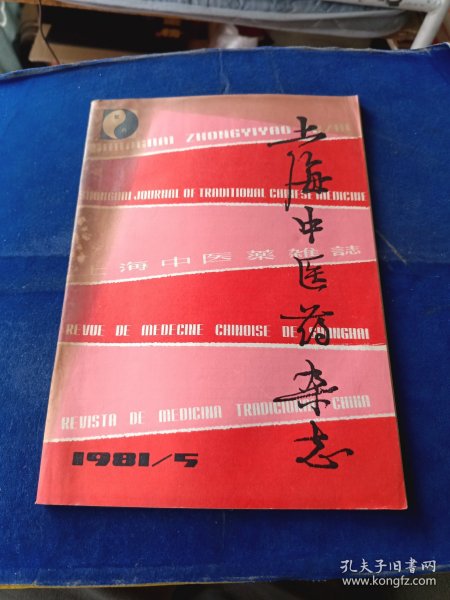 SHANGHAI ZHONGYIYAO ZAZHI
上海中医药杂志
SHANGHAI JOURNAL OF TRADITIONAL CHINESE MEDICINE
上海中医藥雜誌
REVUE DE MEDECINE CHINOISE DE SHANGHAI
REVISTA DE MEDICINA TRADICIONAL CHINA
1981/5
孔夫子旧书网
www.kongfz.com